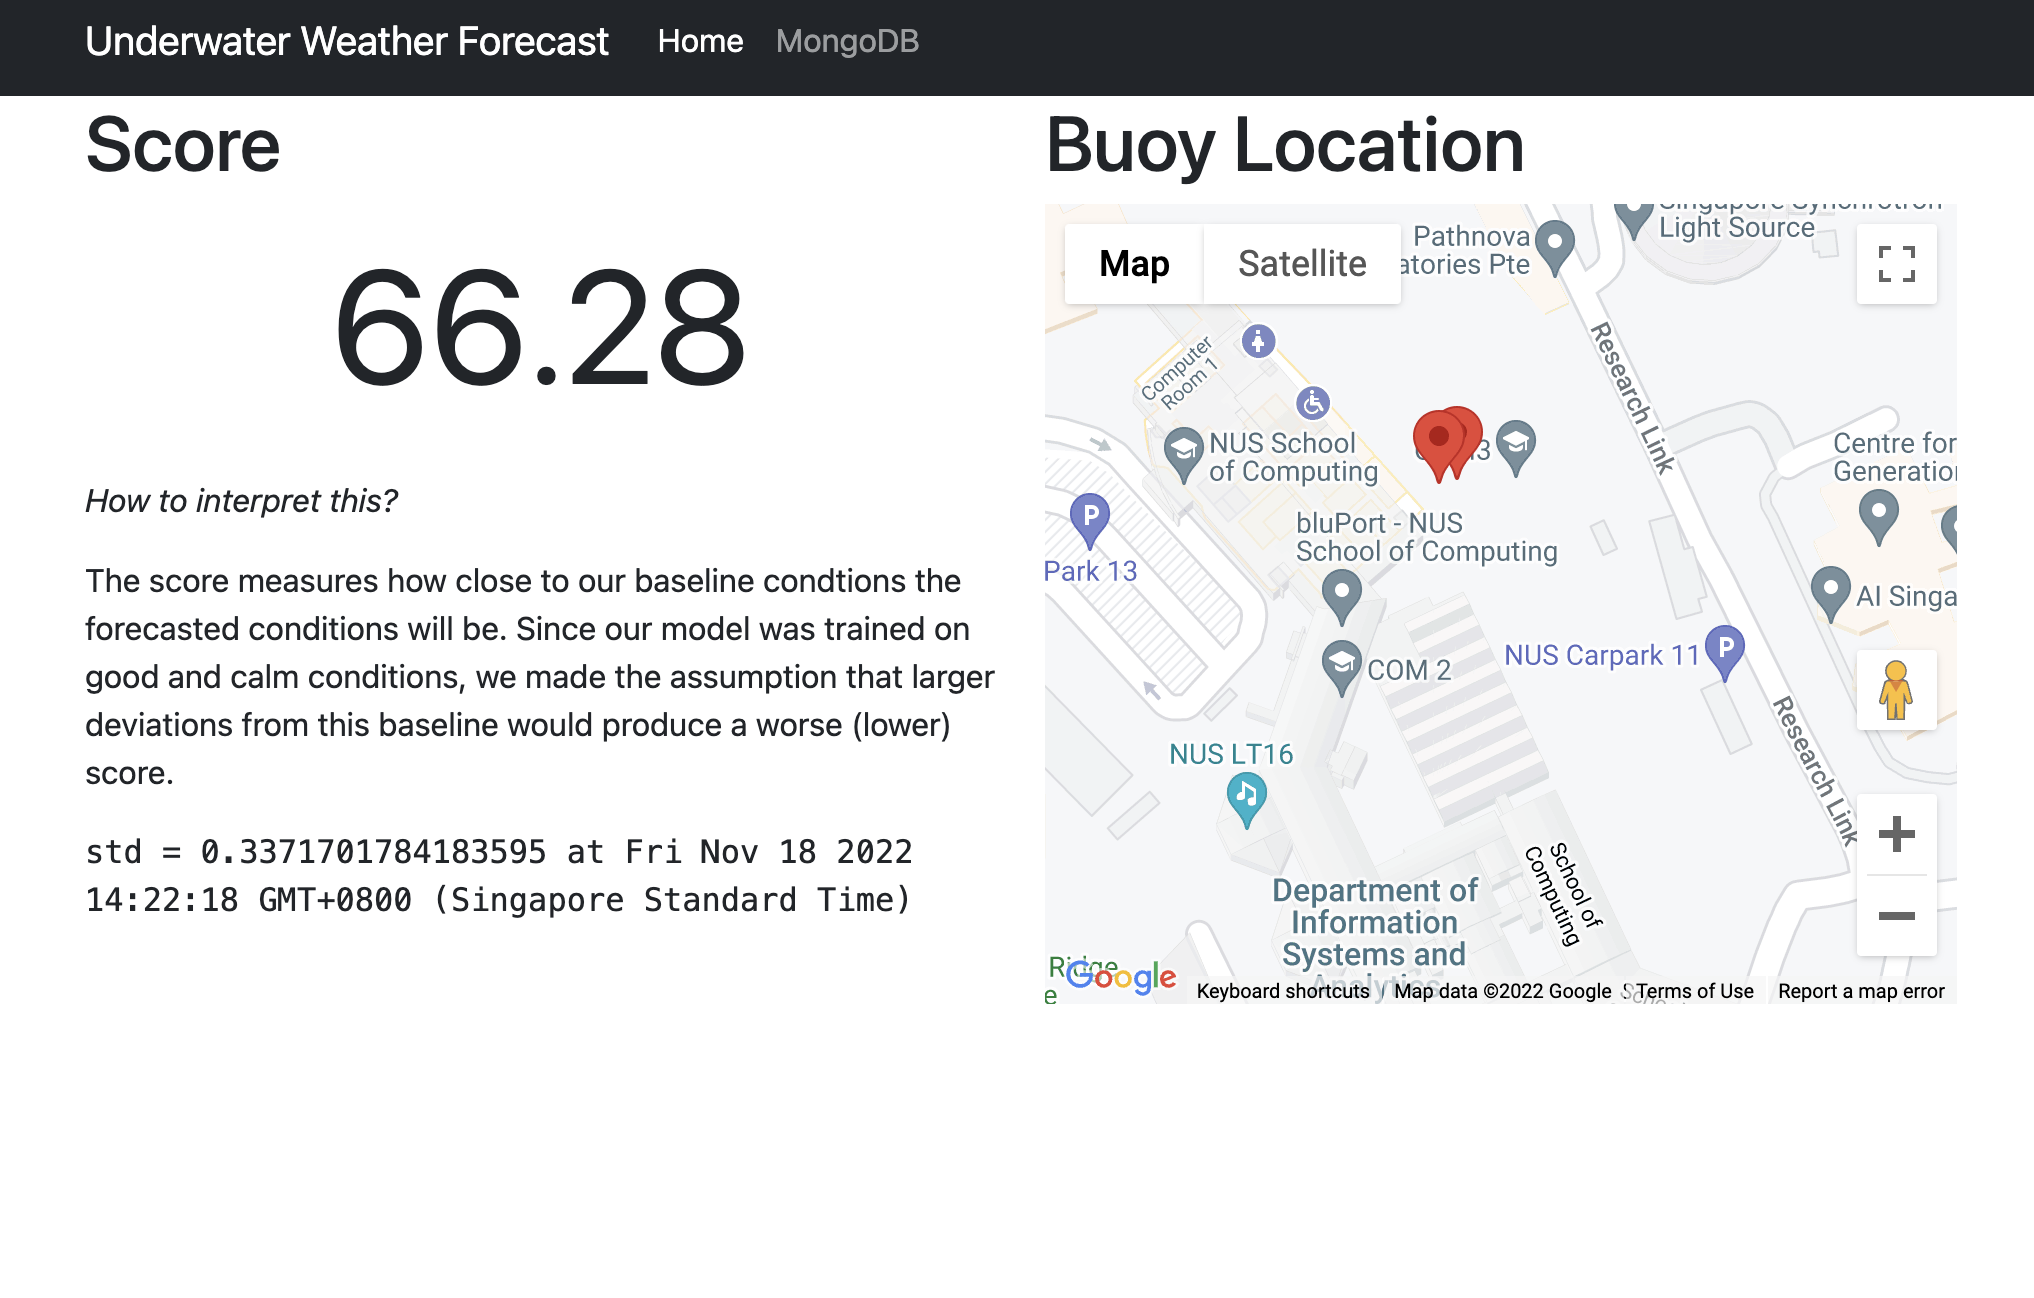 Underwater Weather Forecast Home MongoDB
Score
66.28
How to interpret this?
The score measures how close to our baseline condtions the
forecasted conditions will be. Since our model was trained on
good and calm conditions, we made the assumption that larger
deviations from this baseline would produce a worse (lower)
score.
std = 0.3371701784183595 at Fri Nov 18 2022
14:22:18 GMT+0800 (Singapore Standard Time)
Buoy Location
Map Satellite
Pathnova
atories Pte
Singapore Synchrotron
Light Source
Computer
Room 1
Research Link
NUS School
of Computing
Centre for
Generation
P
Park 13
bluPort - NUS
School of Computing
AI Singa
COM 2
NUS Carpark 11
P
Research Link
NUS LT16
School of
Computing
Department of
Information
Systems and
Analytics
Ridge
e
Google
Keyboard shortcuts Map data ©2022 Google Terms of Use Report a map error